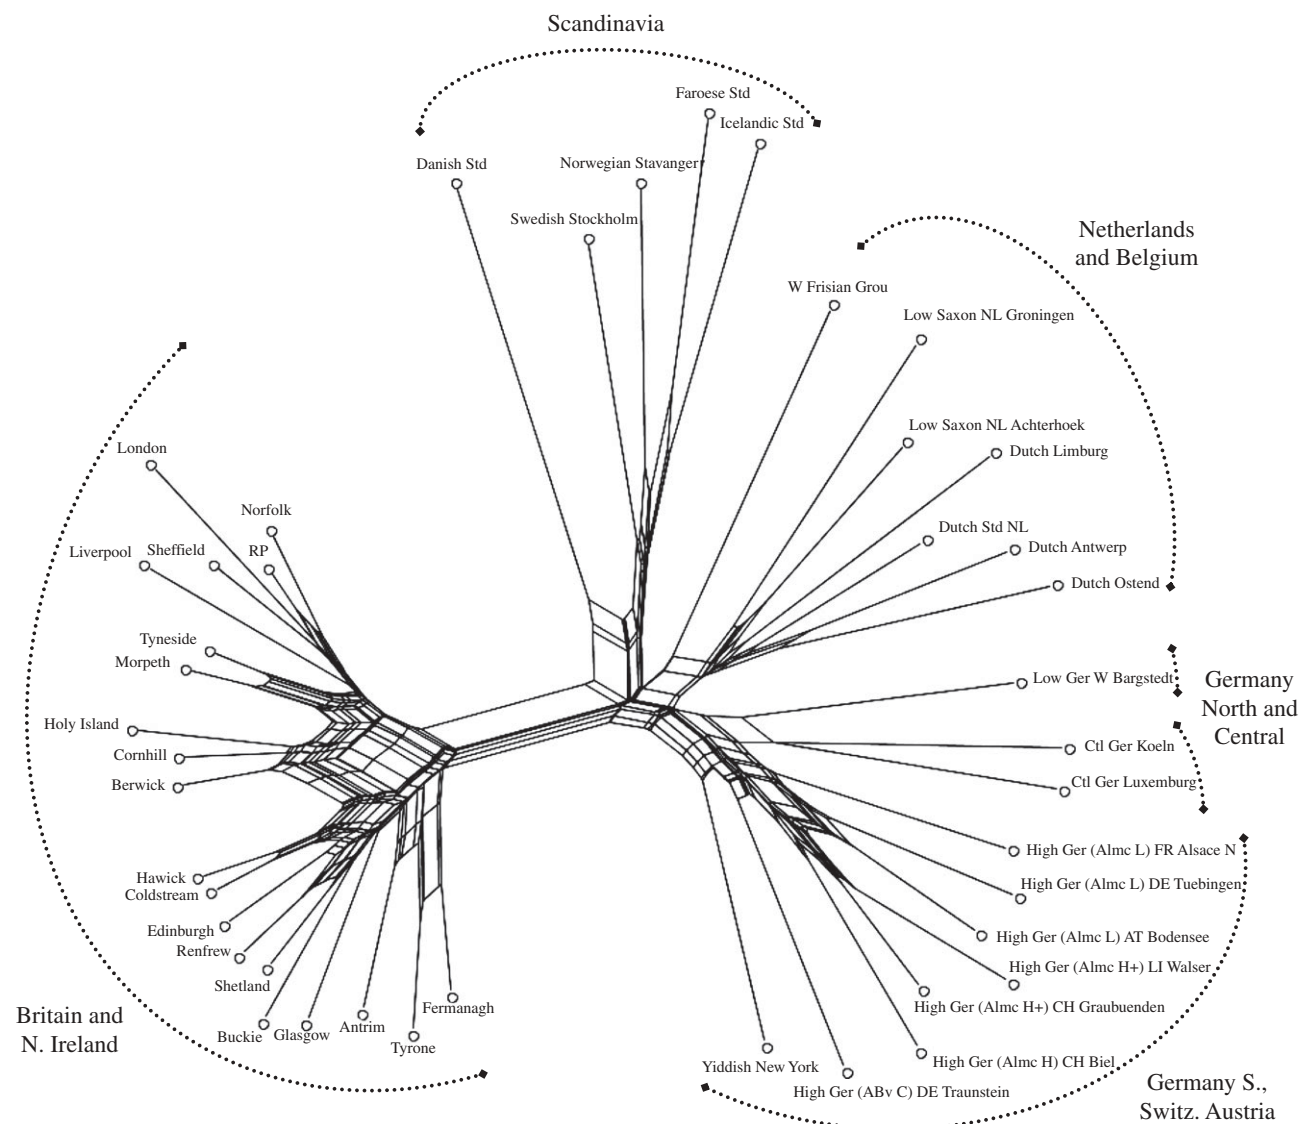 Scandinavia
Faroese Std
Icelandic Std
Danish Std
Norwegian Stavanger
Swedish Stockholm
Netherlands
and Belgium
W Frisian Grou
Low Saxon NL Groningen
Low Saxon NL Achterhoek
Dutch Limburg
Dutch Std NL
Dutch Antwerp
Dutch Ostend
London
Norfolk
Liverpool
Sheffield
RP
Tyneside
Morpeth
Holy Island
Cornhill
Berwick
Hawick
Coldstream
Edinburgh
Renfrew
Shetland
Buckie
Glasgow
Antrim
Tyrone
Fermanagh
Britain and
N. Ireland
Low Ger W Bargstedt
Germany
North and
Central
Ctl Ger Koeln
Ctl Ger Luxemburg
High Ger (Almc L) FR Alsace N
High Ger (Almc L) DE Tuebingen
High Ger (Almc L) AT Bodensee
High Ger (Almc H+) LI Walser
High Ger (Almc H+) CH Graubuenden
High Ger (Almc H) CH Biel
Yiddish New York
High Ger (ABv C) DE Traunstein
Germany S.,
Switz. Austria